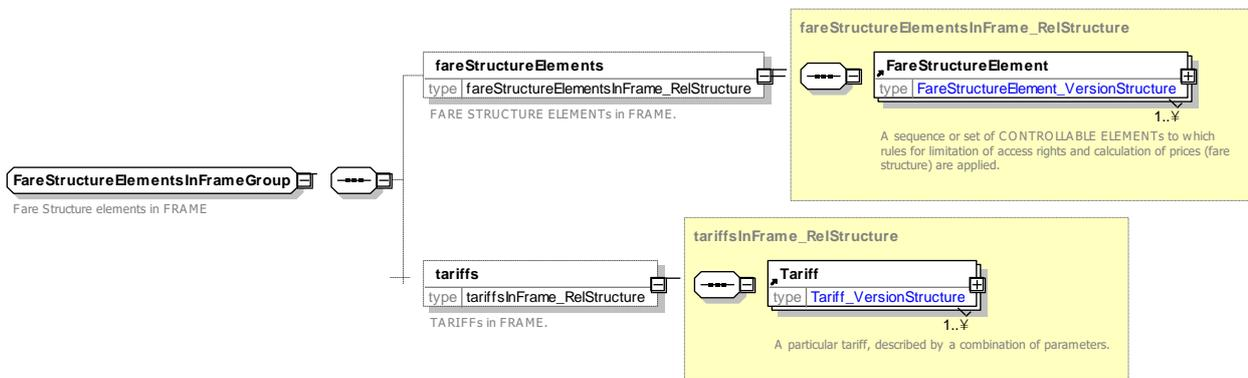 fareStructureElementsInFrame_RelStructure
fareStructureElements
type fareStructureElementsInFrame_RelStructure
FARE STRUCTURE ELEMENTs in FRAME.
FareStructureElement
type FareStructureElement_VersionStructure
1..¥
A sequence or set of CONTROLLABLE ELEMENTs to which
rules for limitation of access rights and calculation of prices (fare
structure) are applied.
FareStructureElementsInFrameGroup
Fare Structure elements in FRAME
tariffsInFrame_RelStructure
tariffs
type tariffsInFrame_RelStructure
TARIFFs in FRAME.
Tariff
type Tariff_VersionStructure
1..¥
A particular tariff, described by a combination of parameters.